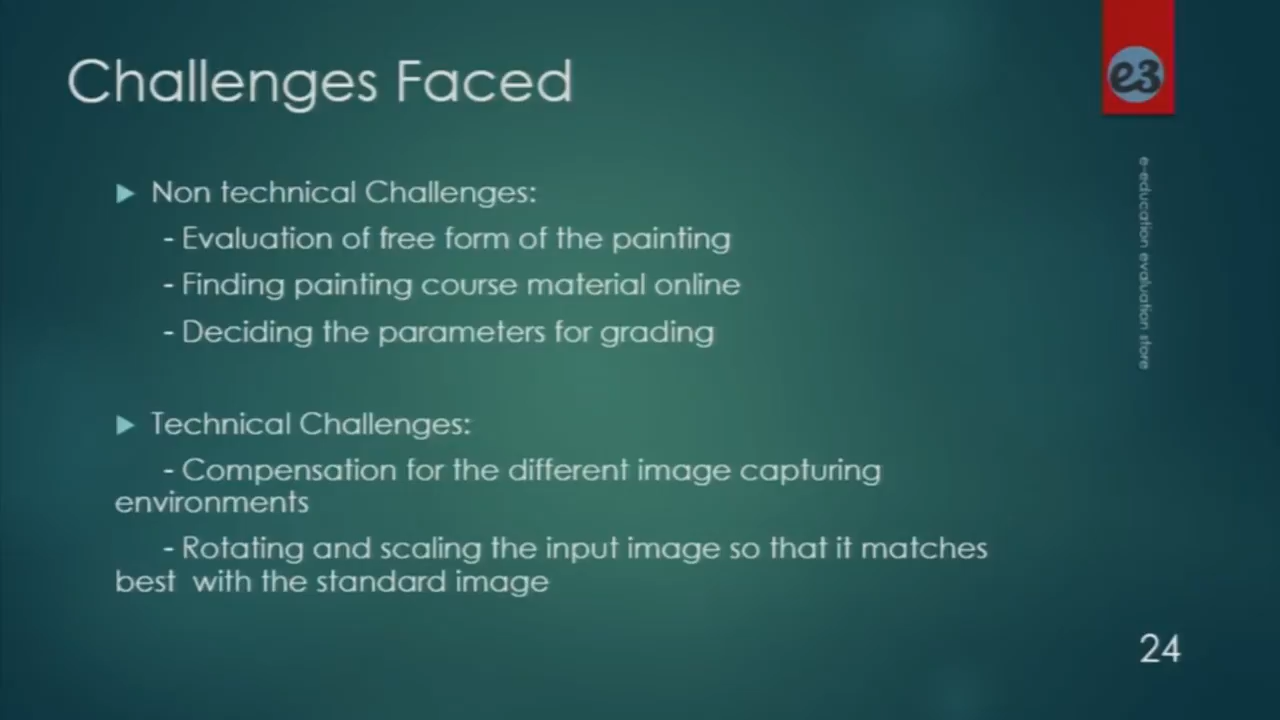 Challenges Faced
e3
e-education evaluation store
Non technical Challenges:
- Evaluation of free form of the painting
- Finding painting course material online
- Deciding the parameters for grading
Technical Challenges:
- Compensation for the different image capturing
environments
- Rotating and scaling the input image so that it matches
best with the standard image
24